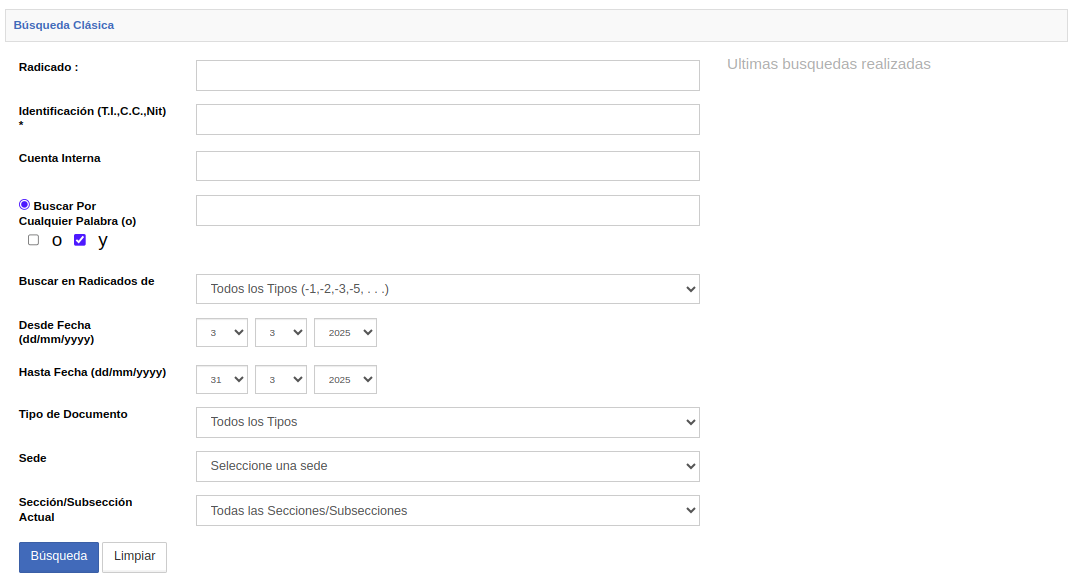 Búsqueda Clásica
Radicado :
Ultimas busquedas realizadas
Identificación (T.I.,C.C.,Nit)
*
Cuenta Interna
Buscar Por
Cualquier Palabra (o)
o y
Buscar en Radicados de
Todos los Tipos (-1,-2,-3,-5, . . .)
Desde Fecha
(dd/mm/yyyy)
3 3 2025
Hasta Fecha (dd/mm/yyyy)
31 3 2025
Tipo de Documento
Todos los Tipos
Sede
Seleccione una sede
Sección/Subsección
Actual
Todas las Secciones/Subsecciones
Búsqueda Limpiar